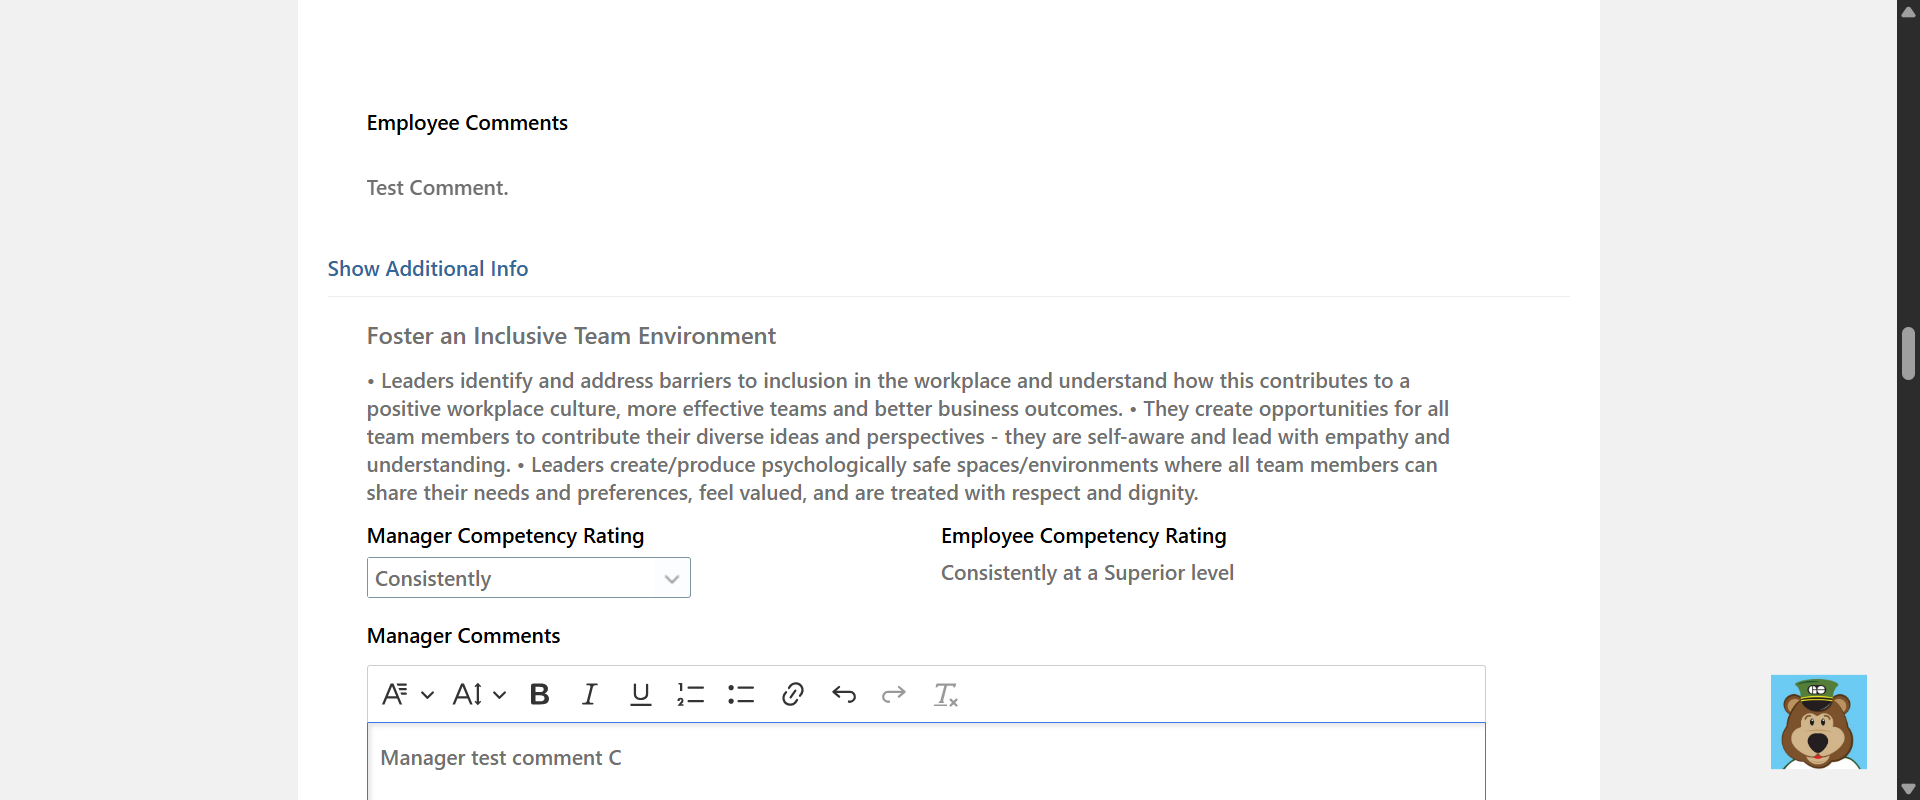 Employee Comments
Test Comment.
Show Additional Info
Foster an Inclusive Team Environment
• Leaders identify and address barriers to inclusion in the workplace and understand how this contributes to a
positive workplace culture, more effective teams and better business outcomes. • They create opportunities for all
team members to contribute their diverse ideas and perspectives - they are self-aware and lead with empathy and
understanding. • Leaders create/produce psychologically safe spaces/environments where all team members can
share their needs and preferences, feel valued, and are treated with respect and dignity.
Manager Competency Rating
Employee Competency Rating
Consistently
Consistently at a Superior level
Manager Comments
Manager test comment C
GO